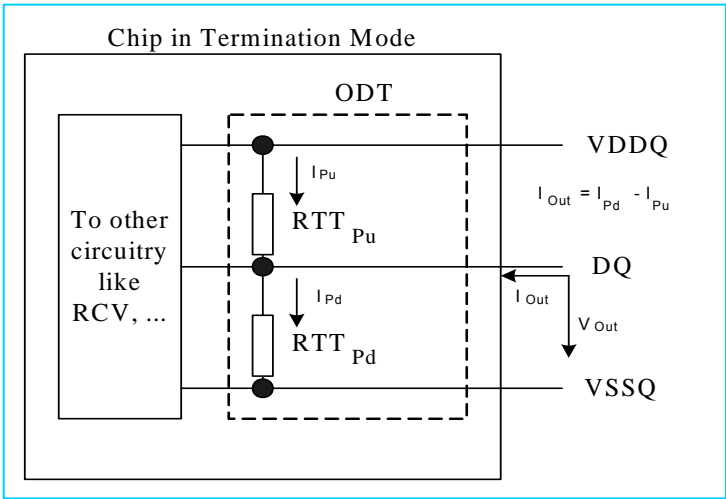 Chip in Termination Mode
ODT
VDDQ
I Pu
I Out = I Pd - I Pu
To other
circuitry
like
RCV, ...
RTT Pu
DQ
I Out
I Pd
V Out
RTT Pd
VSSQ